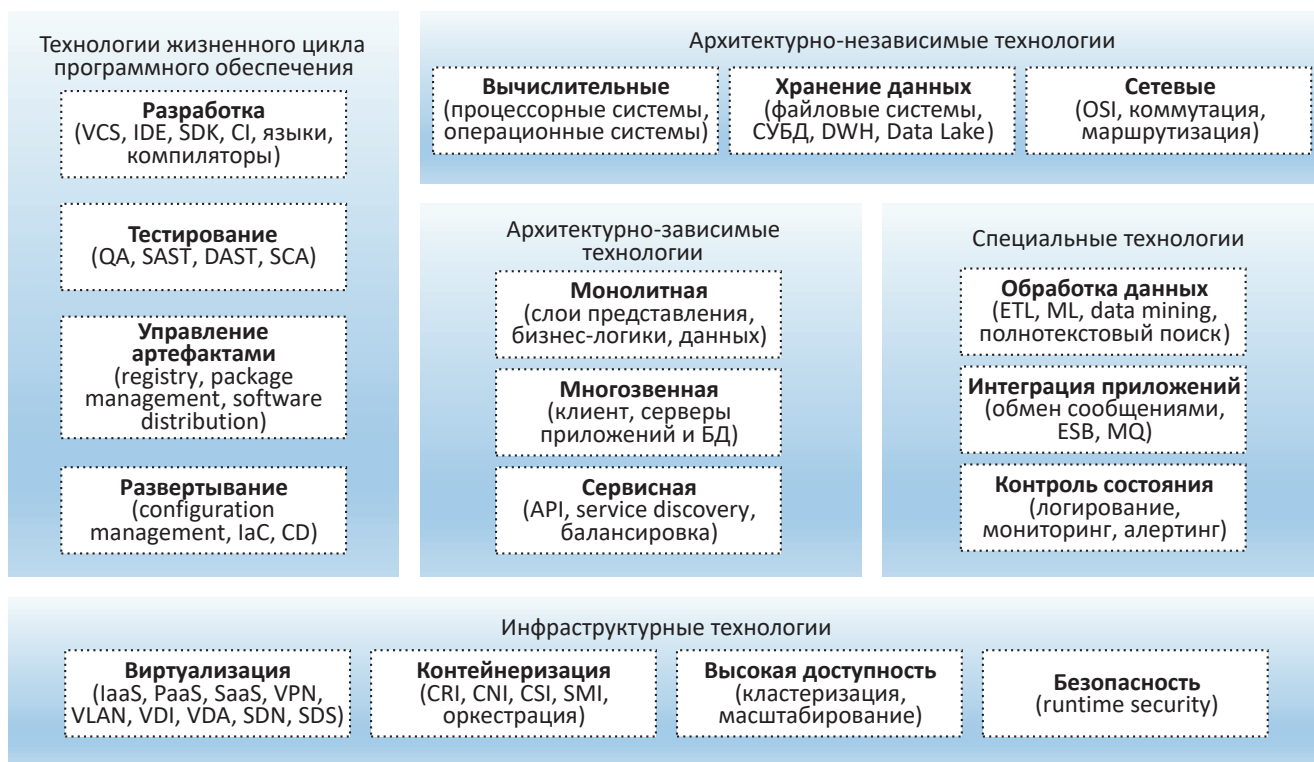 Технологии жизненного цикла
программного обеспечения
Разработка
(VCS, IDE, SDK, CI, языки,
компиляторы)
Тестирование
(QA, SAST, DAST, SCA)
Управление
артефактами
(registry, package
management, software
distribution)
Развертывание
(configuration
management, IaC, CD)
Архитектурно-независимые технологии
Вычислительные
(процессорные системы,
операционные системы)
Хранение данных
(файловые системы,
СУБД, DWH, Data Lake)
Сетевые
(OSI, коммутация,
маршрутизация)
Архитектурно-зависимые
технологии
Монолитная
(слои представления,
бизнес-логики, данных)
Многозвенная
(клиент, серверы
приложений и БД)
Сервисная
(API, service discovery,
балансировка)
Специальные технологии
Обработка данных
(ETL, ML, data mining,
полнотекстовый поиск)
Интеграция приложений
(обмен сообщениями,
ESB, MQ)
Контроль состояния
(логирование,
мониторинг, алертинг)
Инфраструктурные технологии
Виртуализация
(IaaS, PaaS, SaaS, VPN,
VLAN, VDI, VDA, SDN, SDS)
Контейнеризация
(CRI, CNI, CSI, SMI,
оркестрация)
Высокая доступность
(кластеризация,
масштабирование)
Безопасность
(runtime security)